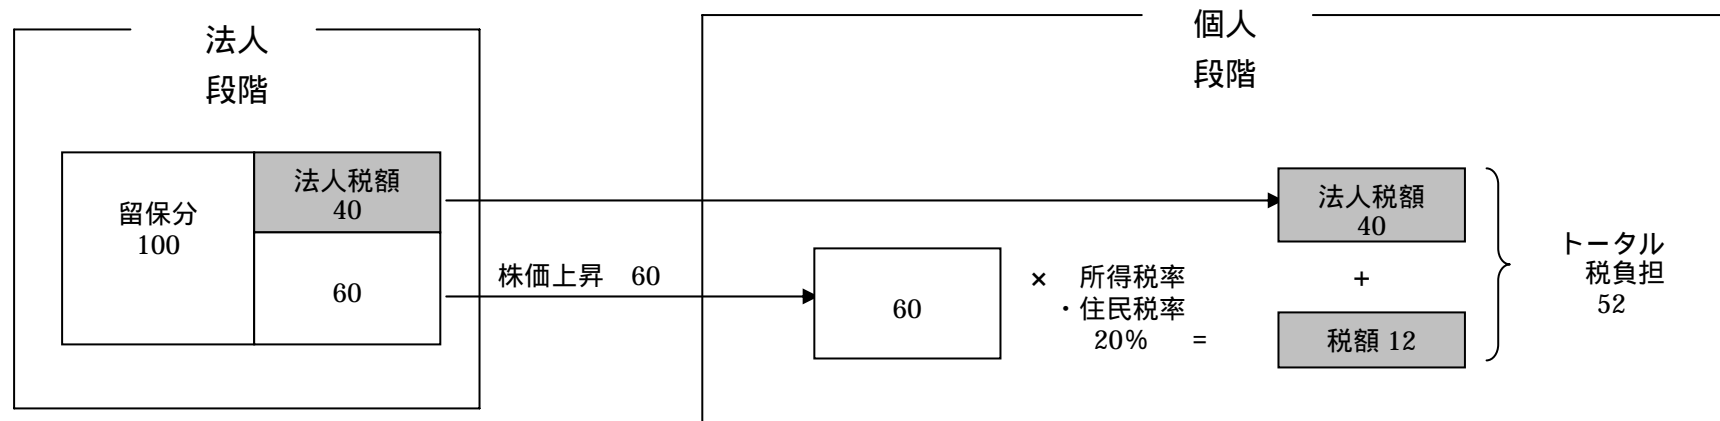 法人
段階
個人
段階
留保分
100
法人税額
40
60
株価上昇　60
60
×　所得税率
・住民税率
20%　=
法人税額
40
+
税額 12
トータル
税負担
52